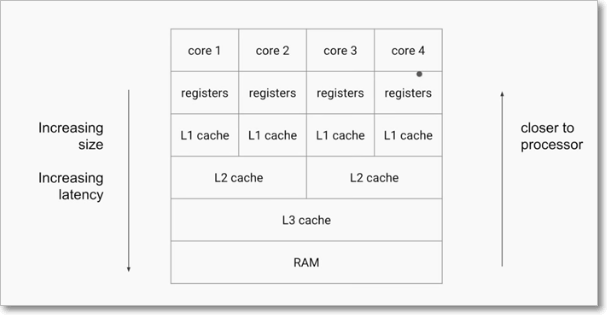 core 1 core 2 core 3 core 4
registers registers registers registers
L1 cache L1 cache L1 cache L1 cache
L2 cache L2 cache
L3 cache
RAM
Increasing
size
Increasing
latency
closer to
processor